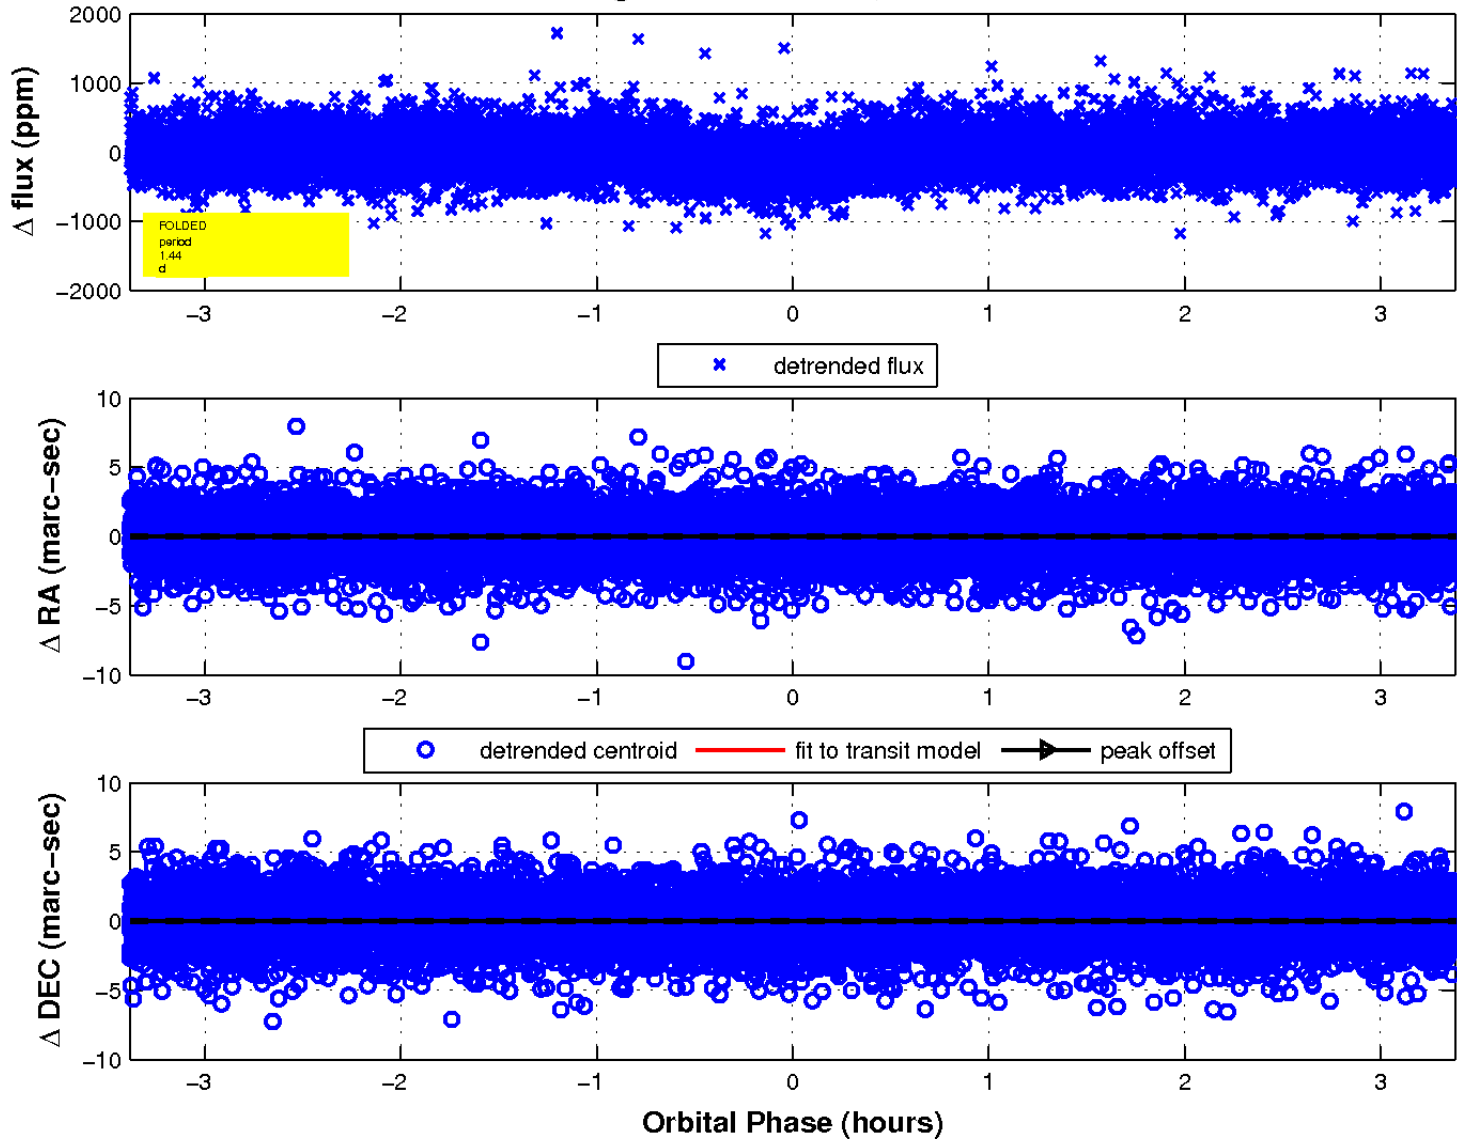 2000
1000
0
−1000
−2000
Δ flux (ppm)
FOLDED
period
1.44
d
−3 −2 −1 0 1 2 3
detrended flux
10
5
0
−5
−10
Δ RA (marc−sec)
−3 −2 −1 0 1 2 3
detrended centroid fit to transit model peak offset
10
5
0
−5
−10
Δ DEC (marc−sec)
−3 −2 −1 0 1 2 3
Orbital Phase (hours)